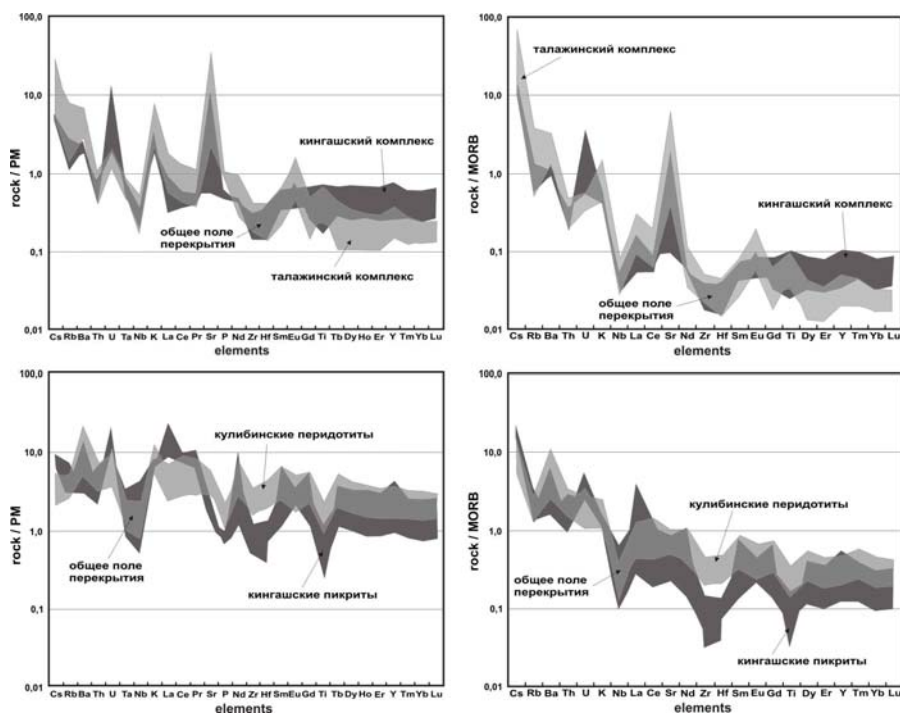 100,0
10,0
1,0
0,1
0,01
rock / PM
кингашский комплекс
общее поле
перекрытия
талажинский комплекс
Cs Rb Ba Th U Ta Nb K La Ce Pr Sr P Nd Zr Hf Sm Eu Gd Ti Tb Dy Ho Er Y Tm Yb Lu
elements
100,0
10,0
1,0
0,1
0,01
rock / MORB
талажинский комплекс
кингашский комплекс
общее поле
перекрытия
Cs Rb Ba Th U K Nb La Ce Sr Nd Zr Hf Sm Eu Gd Ti Dy Er Y Tm Yb Lu
elements
100,0
10,0
1,0
0,1
0,01
rock / PM
кулибинские перидотиты
общее поле
перекрытия
кингашские пикриты
Cs Rb Ba Th U Ta Nb K La Ce Pr Sr P Nd Zr Hf Sm Eu Gd Ti Tb Dy Ho Er Y Tm Yb Lu
elements
100,0
10,0
1,0
0,1
0,01
rock / MORB
кулибинские перидотиты
общее поле
перекрытия
кингашские пикриты
Cs Rb Ba Th U K Nb La Ce Sr Nd Zr Hf Sm Eu Gd Ti Dy Er Y Tm Yb Lu
elements